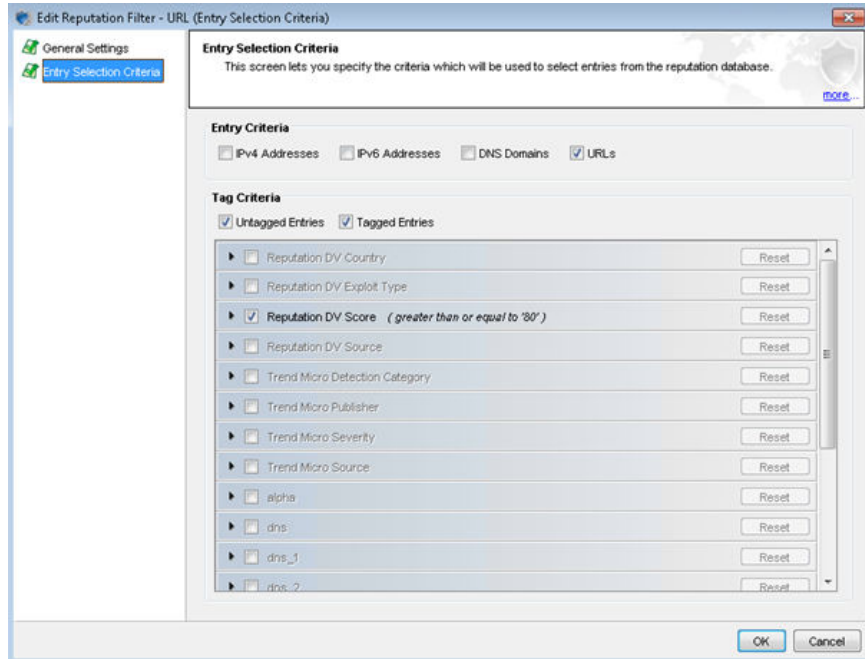 Edit Reputation Filter - URL (Entry Selection Criteria)
General Settings
Entry Selection Criteria
Entry Selection Criteria
This screen lets you specify the criteria which will be used to select entries from the reputation database.
more...
Entry Criteria
IPv4 Addresses IPv6 Addresses DNS Domains URLs
Tag Criteria
Untagged Entries Tagged Entries
Reputation DV Country Reset
Reputation DV Exploit Type Reset
Reputation DV Score ( greater than or equal to '80' ) Reset
Reputation DV Source Reset
Trend Micro Detection Category Reset
Trend Micro Publisher Reset
Trend Micro Severity Reset
Trend Micro Source Reset
alpha Reset
dns Reset
dns_1 Reset
dns_2 Reset
OK Cancel